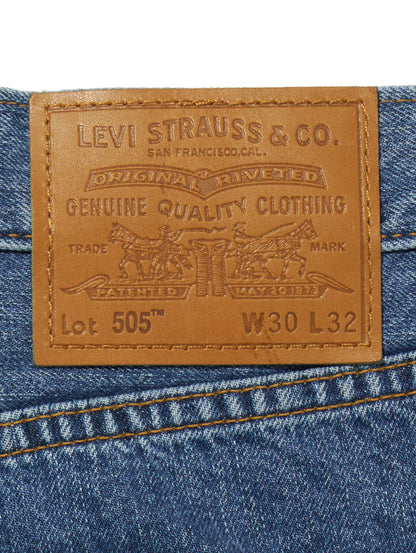 LEVI STRAUSS & CO.
SAN FRANCISCO, CAL.
ORIGINAL RIVETED
GENUINE QUALITY CLOTHING
TRADE MARK
PATENTED MAY 20 1873
Lot 505™ W30 L32